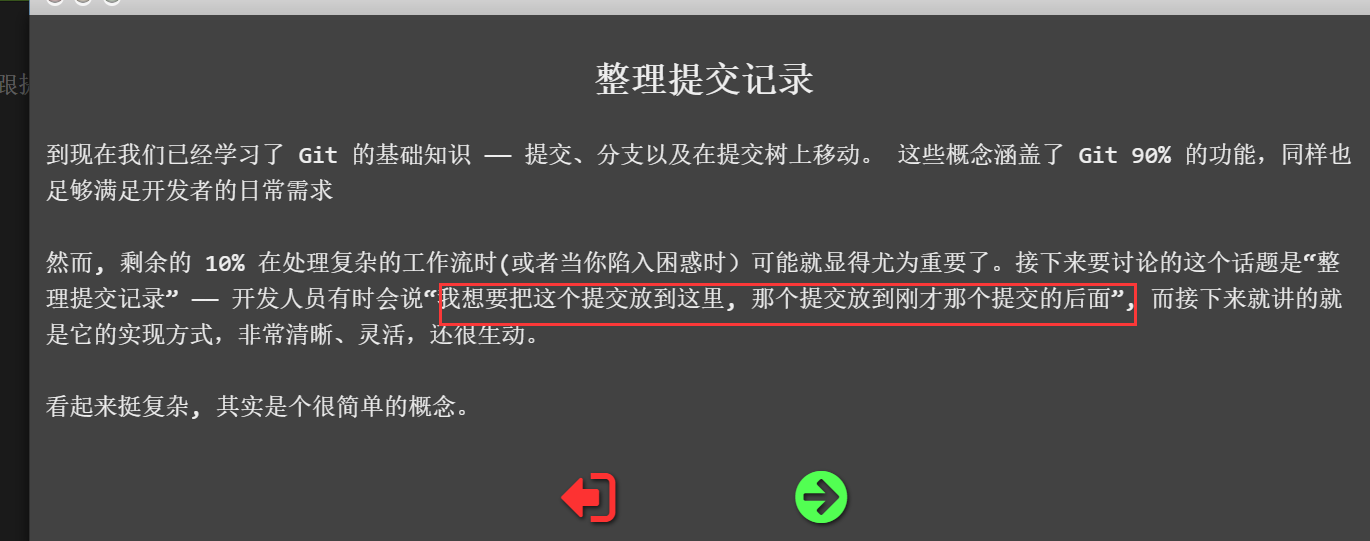 跟
整理提交记录
到现在我们已经学习了 Git 的基础知识 —— 提交、分支以及在提交树上移动。 这些概念涵盖了 Git 90% 的功能，同样也
足够满足开发者的日常需求
然而, 剩余的 10% 在处理复杂的工作流时(或者当你陷入困惑时）可能就显得尤为重要了。接下来要讨论的这个话题是“整
理提交记录” —— 开发人员有时会说“我想要把这个提交放到这里, 那个提交放到刚才那个提交的后面”, 而接下来就讲的就
是它的实现方式，非常清晰、灵活，还很生动。
看起来挺复杂, 其实是个很简单的概念。